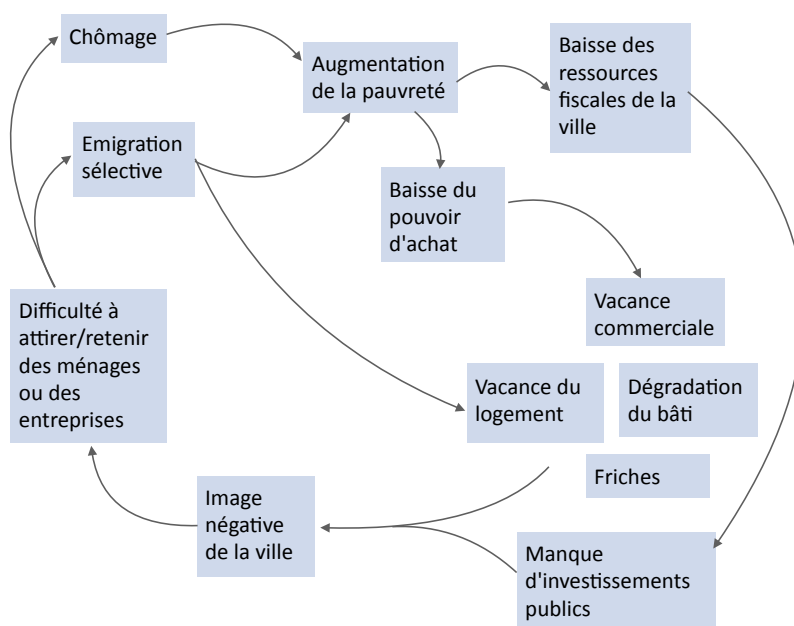 Chômage
Augmentation
de la pauvreté
Baisse des
ressources
fiscales de la
ville
Emigration
sélective
Baisse du
pouvoir
d'achat
Difficulté à
attirer/retenir
des ménages
ou des
entreprises
Vacance
commerciale
Vacance du
logement
Dégradation
du bâti
Friches
Image
négative
de la ville
Manque
d'investissements
publics